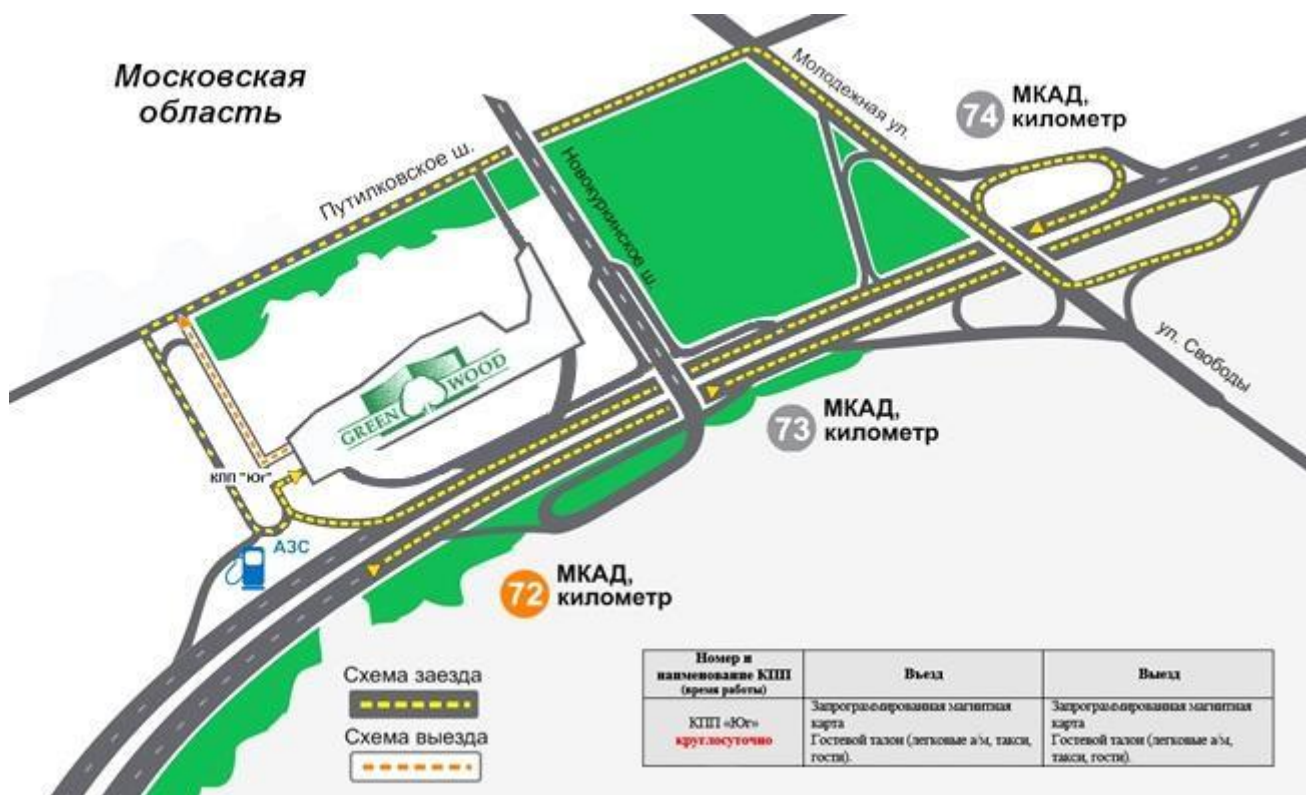 Московская
область
Путилковское ш.
Новокуркинское ш.
Молодежная ул.
74
МКАД,
километр
ул. Свободы
GREEN WOOD
73
МКАД,
километр
КПП "Юг"
АЗС
72
МКАД,
километр
Схема заезда
Схема выезда
Номер и
наименование КПП
(время работы)
Въезд
Выезд
КПП «Юг»
круглосуточно
Запрограммированная магнитная
карта
Гостевой талон (легковые а/м, такси,
гости).
Запрограммированная магнитная
карта
Гостевой талон (легковые а/м,
такси, гости).